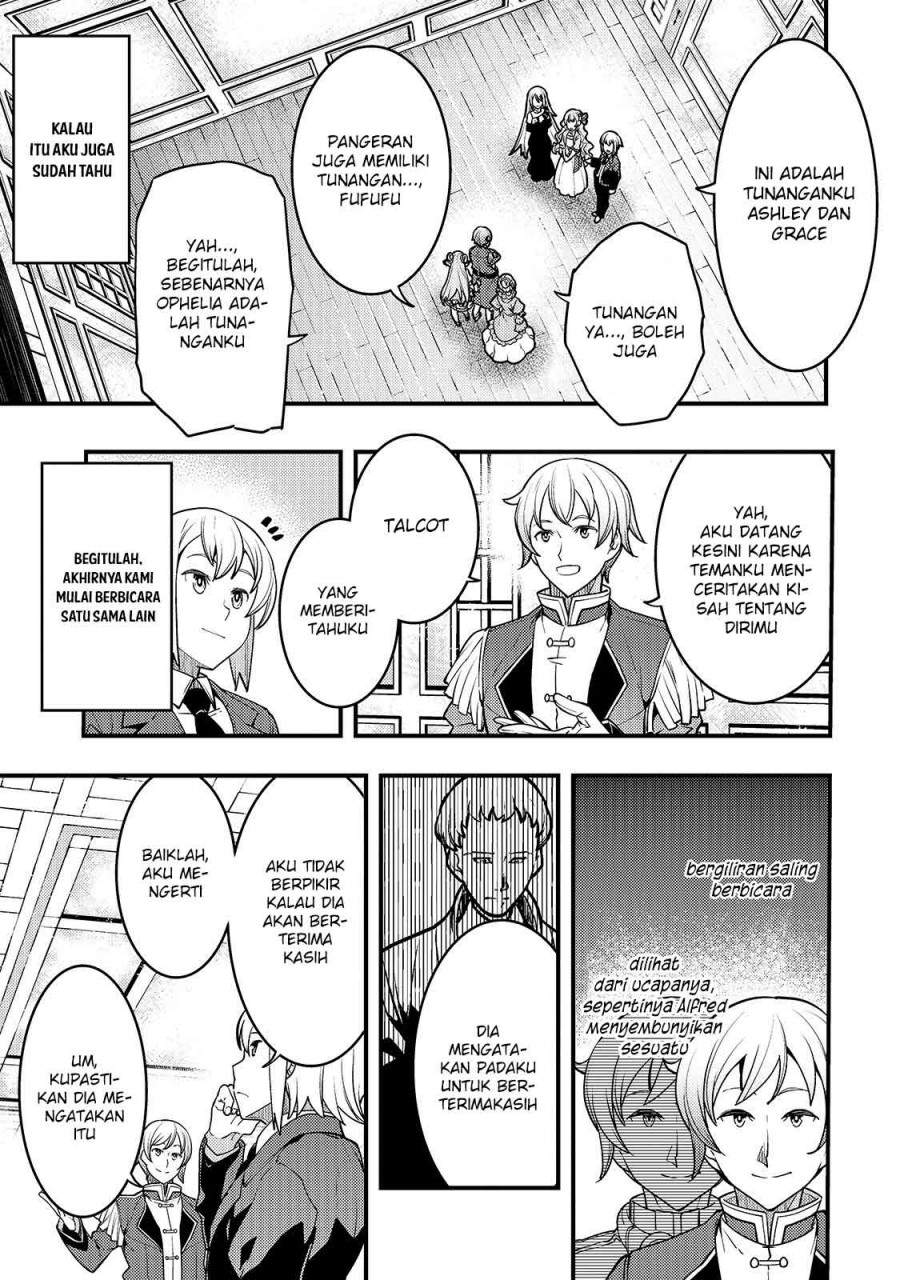 INI ADALAH
TUNANGANKU
ASHLEY DAN
GRACE
TUNANGAN
YA..., BOLEH
JUGA
PANGERAN
JUGA MEMILIKI
TUNANGAN...,
FUFUFU
YAH...,
BEGITULAH,
SEBENARNYA
OPHELIA ADA-
LAH TUNA-
NGANKU
KALAU
ITU AKU JUGA
SUDAH TAHU
YAH,
AKU DATANG
KESINI KARENA
TEMANKU MEN-
CERITAKAN KI-
SAH TENTANG
DIRIMU
TALCOT
YANG
MEMBERI-
TAHUKU
BEGITULAH,
AKHIRNYA KAMI
MULAI BERBICARA
SATU SAMA LAIN
bergiliran saling
berbicara
dilihat
dari ucapanya,
sepertinya Alfred
menyembunyikan
sesuatu
DIA
MENGATA-
KAN PADAKU
UNTUK BER-
TERIMAKASIH
AKU TIDAK
BERPIKIR
KALAU DIA
AKAN BER-
TERIMA
KASIH
BAIKLAH,
AKU ME-
NGERTI
UM,
KUPASTI-
KAN DIA ME-
NGATAKAN
ITU